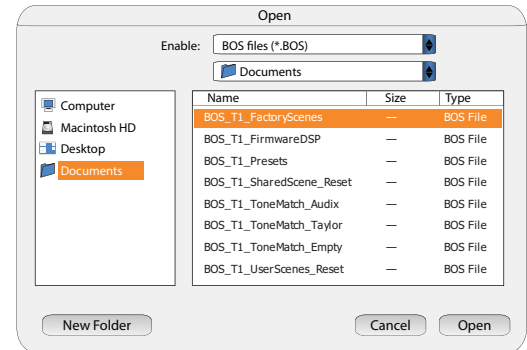 Open
Enable: BOS files (*.BOS)
Documents
Computer
Macintosh HD
Desktop
Documents
Name Size Type
BOS_T1_FactoryScenes — BOS File
BOS_T1_FirmwareDSP — BOS File
BOS_T1_Presets — BOS File
BOS_T1_SharedScene_Reset — BOS File
BOS_T1_ToneMatch_Audix — BOS File
BOS_T1_ToneMatch_Taylor — BOS File
BOS_T1_ToneMatch_Empty — BOS File
BOS_T1_UserScenes_Reset — BOS File
New Folder Cancel Open